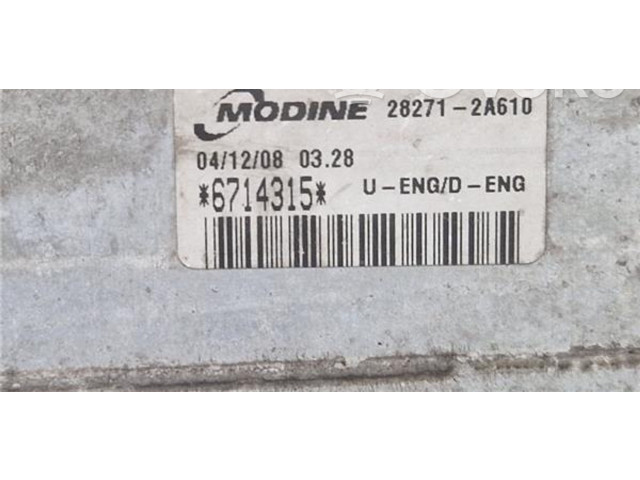 MODINE 28271-2A610
04/12/08 03.28
*6714315* U-ENG/D-ENG